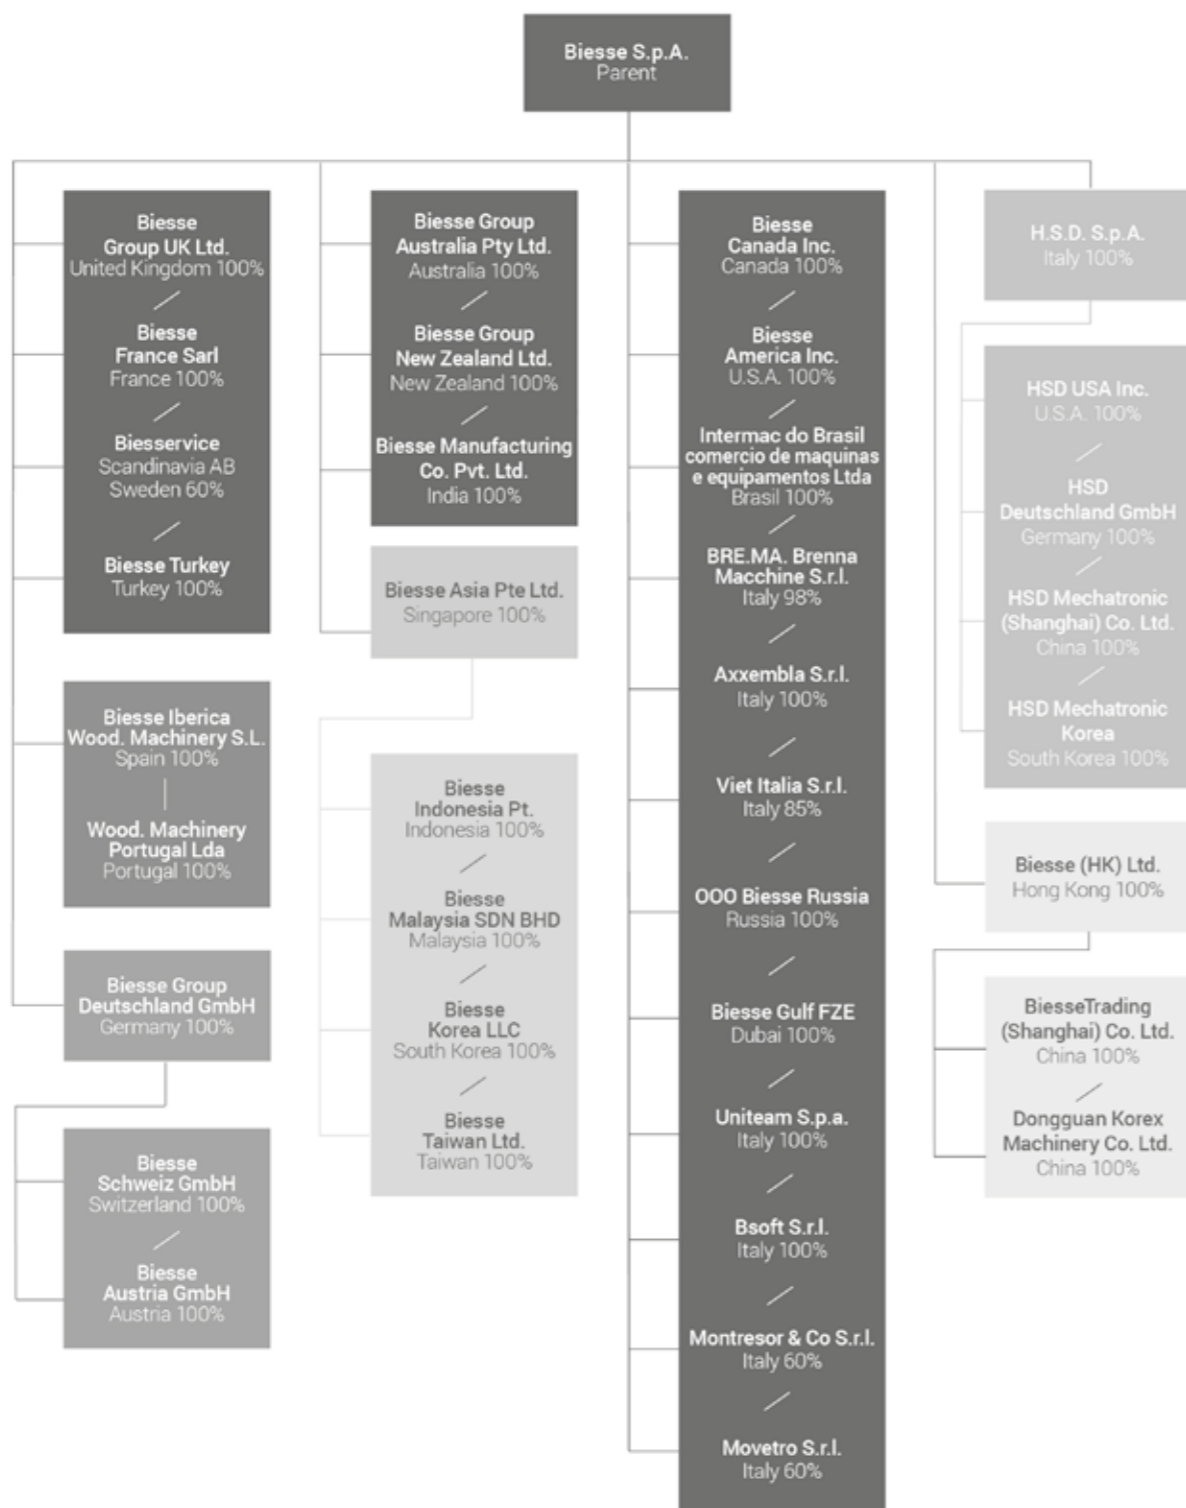 Biesse S.p.A.
Parent
Biesse
Group UK Ltd.
United Kingdom 100%
Biesse
France Sarl
France 100%
Biesservice
Scandinavia AB
Sweden 60%
Biesse Turkey
Turkey 100%
Biesse Iberica
Wood. Machinery S.L.
Spain 100%
Wood. Machinery
Portugal Lda
Portugal 100%
Biesse Group
Deutschland GmbH
Germany 100%
Biesse
Schweiz GmbH
Switzerland 100%
Biesse
Austria GmbH
Austria 100%
Biesse Group
Australia Pty Ltd.
Australia 100%
Biesse Group
New Zealand Ltd.
New Zealand 100%
Biesse Manufacturing
Co. Pvt. Ltd.
India 100%
Biesse Asia Pte Ltd.
Singapore 100%
Biesse
Indonesia Pt.
Indonesia 100%
Biesse
Malaysia SDN BHD
Malaysia 100%
Biesse
Korea LLC
South Korea 100%
Biesse
Taiwan Ltd.
Taiwan 100%
Biesse
Canada Inc.
Canada 100%
Biesse
America Inc.
U.S.A. 100%
Intermac do Brasil
comercio de maquinas
e equipamentos Ltda
Brasil 100%
BRE.MA. Brenna
Macchine S.r.l.
Italy 98%
Axxembla S.r.l.
Italy 100%
Viet Italia S.r.l.
Italy 85%
OOO Biesse Russia
Russia 100%
Biesse Gulf FZE
Dubai 100%
Uniteam S.p.a.
Italy 100%
Bsoft S.r.l.
Italy 100%
Montresor & Co S.r.l.
Italy 60%
Movetro S.r.l.
Italy 60%
H.S.D. S.p.A.
Italy 100%
HSD USA Inc.
U.S.A. 100%
HSD
Deutschland GmbH
Germany 100%
HSD Mechatronic
(Shanghai) Co. Ltd.
China 100%
HSD Mechatronic
Korea
South Korea 100%
Biesse (HK) Ltd.
Hong Kong 100%
BiesseTrading
(Shanghai) Co. Ltd.
China 100%
Dongguan Korex
Machinery Co. Ltd.
China 100%